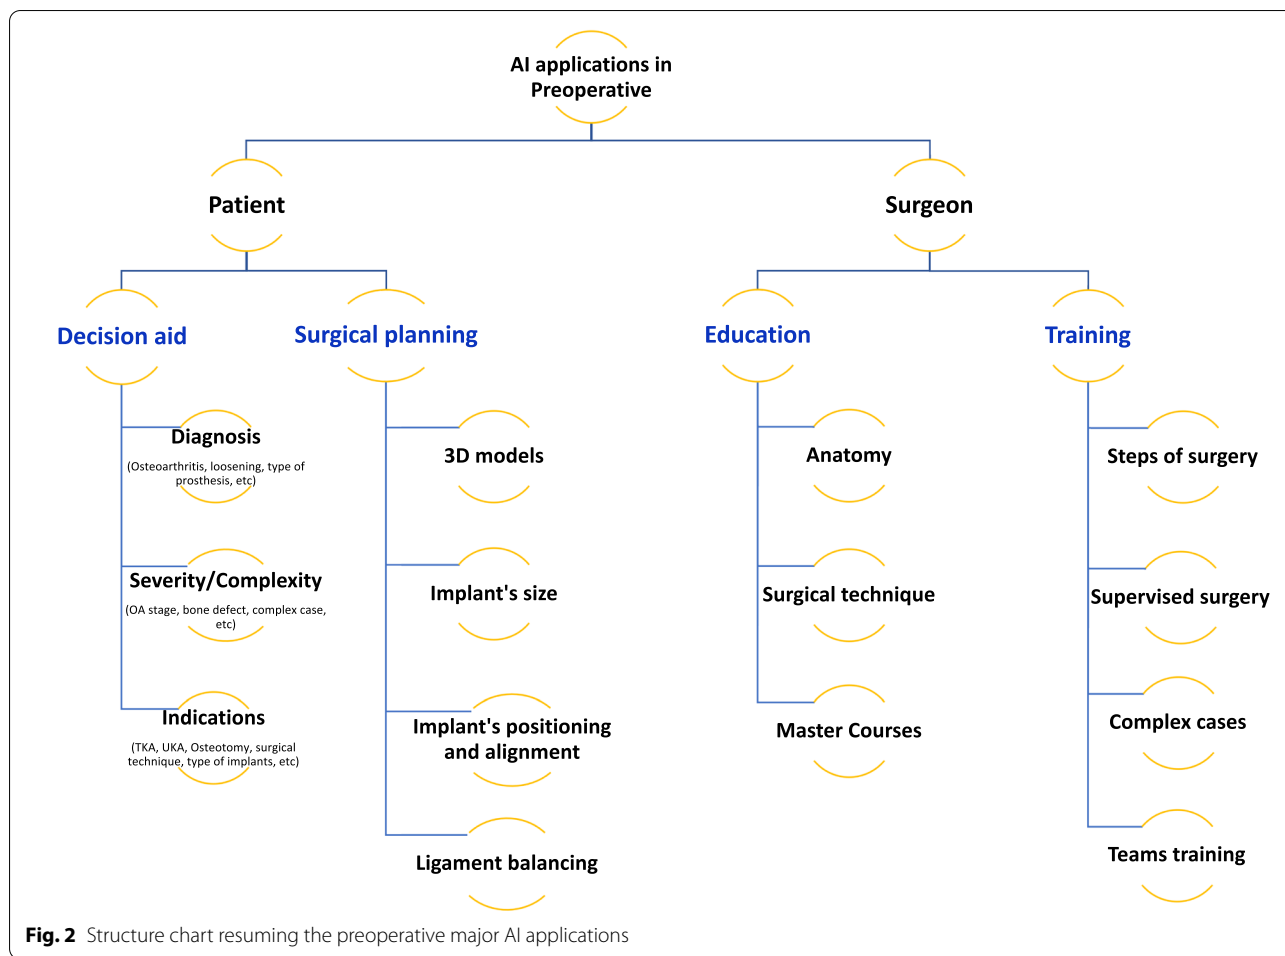 AI applications in
Preoperative
Patient
Surgeon
Decision aid
Surgical planning
Education
Training
Diagnosis
(Osteoarthritis, loosening, type of
prosthesis, etc)
Severity/Complexity
(OA stage, bone defect, complex case,
etc)
Indications
(TKA, UKA, Osteotomy, surgical
technique, type of implants, etc)
3D models
Implant's size
Implant's positioning
and alignment
Ligament balancing
Anatomy
Surgical technique
Master Courses
Steps of surgery
Supervised surgery
Complex cases
Teams training
Fig. 2 Structure chart resuming the preoperative major AI applications